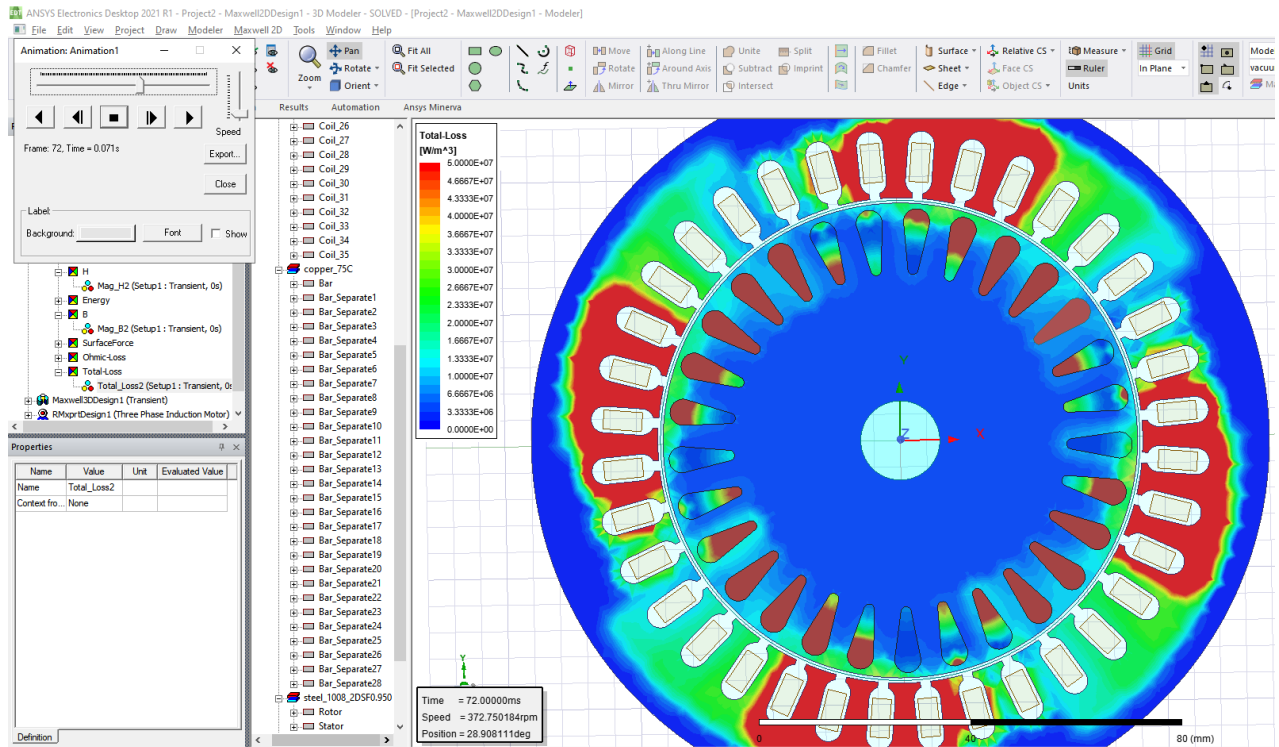 ANSYS Electronics Desktop 2021 R1 - Project2 - Maxwell2DDesign1 - 3D Modeler - SOLVED - [Project2 - Maxwell2DDesign1 - Modeler]
File Edit View Project Draw Modeler Maxwell 2D Tools Window Help
Animation: Animation1
Speed
Frame: 72, Time = 0.071s
Export...
Close
Label:
Background:
Font
Show
Zoom
Pan
Rotate
Orient
Fit All
Fit Selected
Move
Rotate
Mirror
Along Line
Around Axis
Thru Mirror
Unite
Subtract
Intersect
Split
Imprint
Fillet
Chamfer
Surface
Sheet
Edge
Relative CS
Face CS
Object CS
Measure
Ruler
Units
Grid
In Plane
Mode
vacuu
Results Automation Ansys Minerva
H
Mag_H2 (Setup1 : Transient, 0s)
Energy
B
Mag_B2 (Setup1 : Transient, 0s)
SurfaceForce
Ohmic-Loss
Total-Loss
Total_Loss2 (Setup1 : Transient, 0s
Maxwell3DDesign1 (Transient)
RMxprtDesign1 (Three Phase Induction Motor)
Properties
Name Value Unit Evaluated Value
Name Total_Loss2
Context fro... None
Definition
Coil_26
Coil_27
Coil_28
Coil_29
Coil_30
Coil_31
Coil_32
Coil_33
Coil_34
Coil_35
copper_75C
Bar
Bar_Separate1
Bar_Separate2
Bar_Separate3
Bar_Separate4
Bar_Separate5
Bar_Separate6
Bar_Separate7
Bar_Separate8
Bar_Separate9
Bar_Separate10
Bar_Separate11
Bar_Separate12
Bar_Separate13
Bar_Separate14
Bar_Separate15
Bar_Separate16
Bar_Separate17
Bar_Separate18
Bar_Separate19
Bar_Separate20
Bar_Separate21
Bar_Separate22
Bar_Separate23
Bar_Separate24
Bar_Separate25
Bar_Separate26
Bar_Separate27
Bar_Separate28
steel_1008_2DSF0.950
Rotor
Stator
Total-Loss
[W/m^3]
5.0000E+07
4.6667E+07
4.3333E+07
4.0000E+07
3.6667E+07
3.3333E+07
3.0000E+07
2.6667E+07
2.3333E+07
2.0000E+07
1.6667E+07
1.3333E+07
1.0000E+07
6.6666E+06
3.3333E+06
0.0000E+00
Y
Z
X
Y
Time = 72.00000ms
Speed = 372.750184rpm
Position = 28.908111deg
0 40 80 (mm)